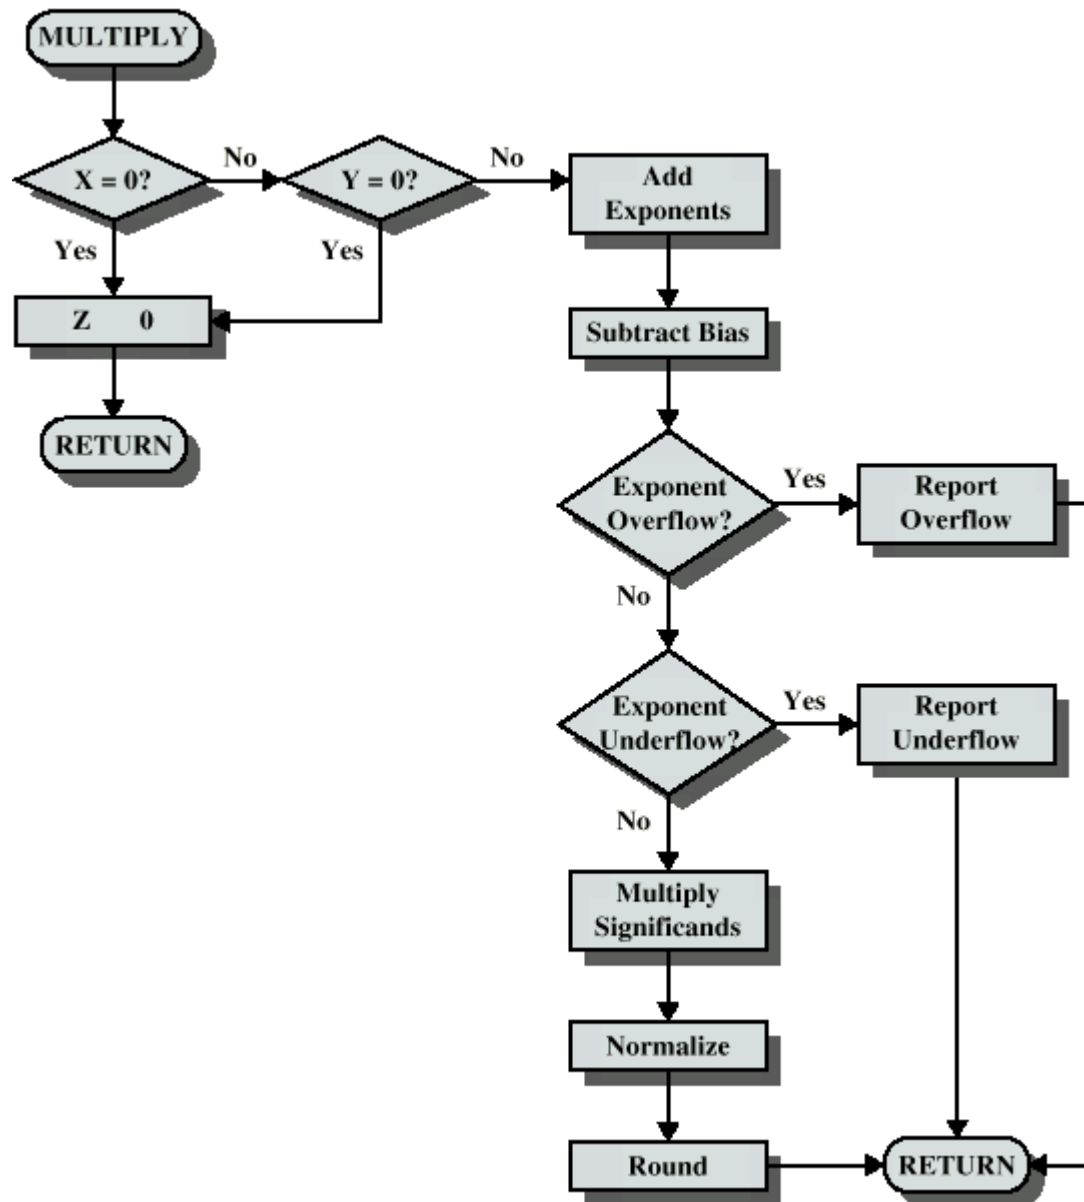 MULTIPLY
X = 0?
No
Y = 0?
No
Add
Exponents
Yes
Yes
Z 0
Subtract Bias
RETURN
Exponent
Overflow?
Yes
Report
Overflow
No
Exponent
Underflow?
Yes
Report
Underflow
No
Multiply
Significands
Normalize
Round
RETURN